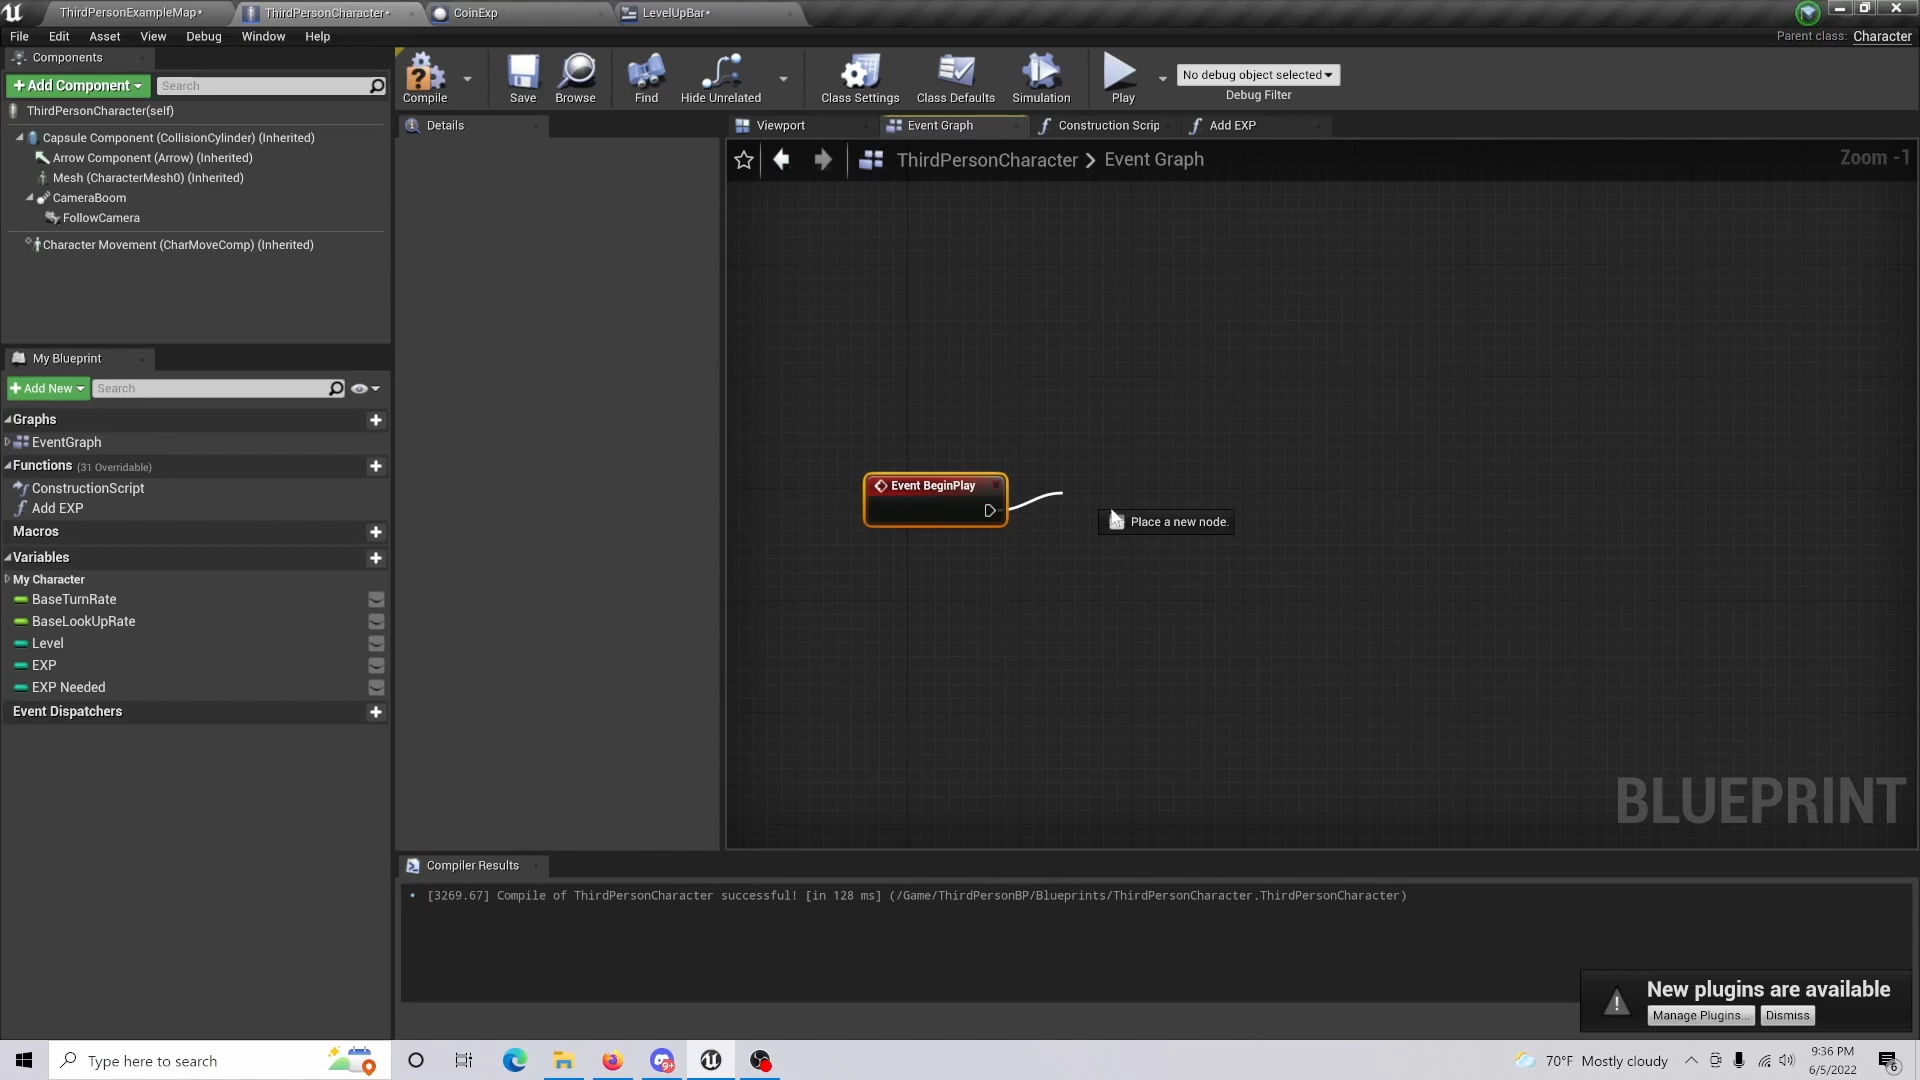 ThirdPersonExampleMap*
ThirdPersonCharacter*
CoinExp
LevelUpBar*
File Edit Asset View Debug Window Help
Parent class: Character
Components
+Add Component
Search
ThirdPersonCharacter(self)
Capsule Component (CollisionCylinder) (Inherited)
Arrow Component (Arrow) (Inherited)
Mesh (CharacterMesh0) (Inherited)
CameraBoom
FollowCamera
Character Movement (CharMoveComp) (Inherited)
Compile
Save
Browse
Find
Hide Unrelated
Class Settings
Class Defaults
Simulation
Play
No debug object selected
Debug Filter
Details
Viewport
Event Graph
Construction Scrip
Add EXP
ThirdPersonCharacter > Event Graph
Zoom -1
Event BeginPlay
Place a new node.
BLUEPRINT
My Blueprint
+Add New
Search
Graphs
EventGraph
Functions (31 Overridable)
ConstructionScript
Add EXP
Macros
Variables
My Character
BaseTurnRate
BaseLookUpRate
Level
EXP
EXP Needed
Event Dispatchers
Compiler Results
• [3269.67] Compile of ThirdPersonCharacter successful! [in 128 ms] (/Game/ThirdPersonBP/Blueprints/ThirdPersonCharacter.ThirdPersonCharacter)
New plugins are available
Manage Plugins...
Dismiss
Type here to search
9+
70°F Mostly cloudy
9:36 PM
6/5/2022
6